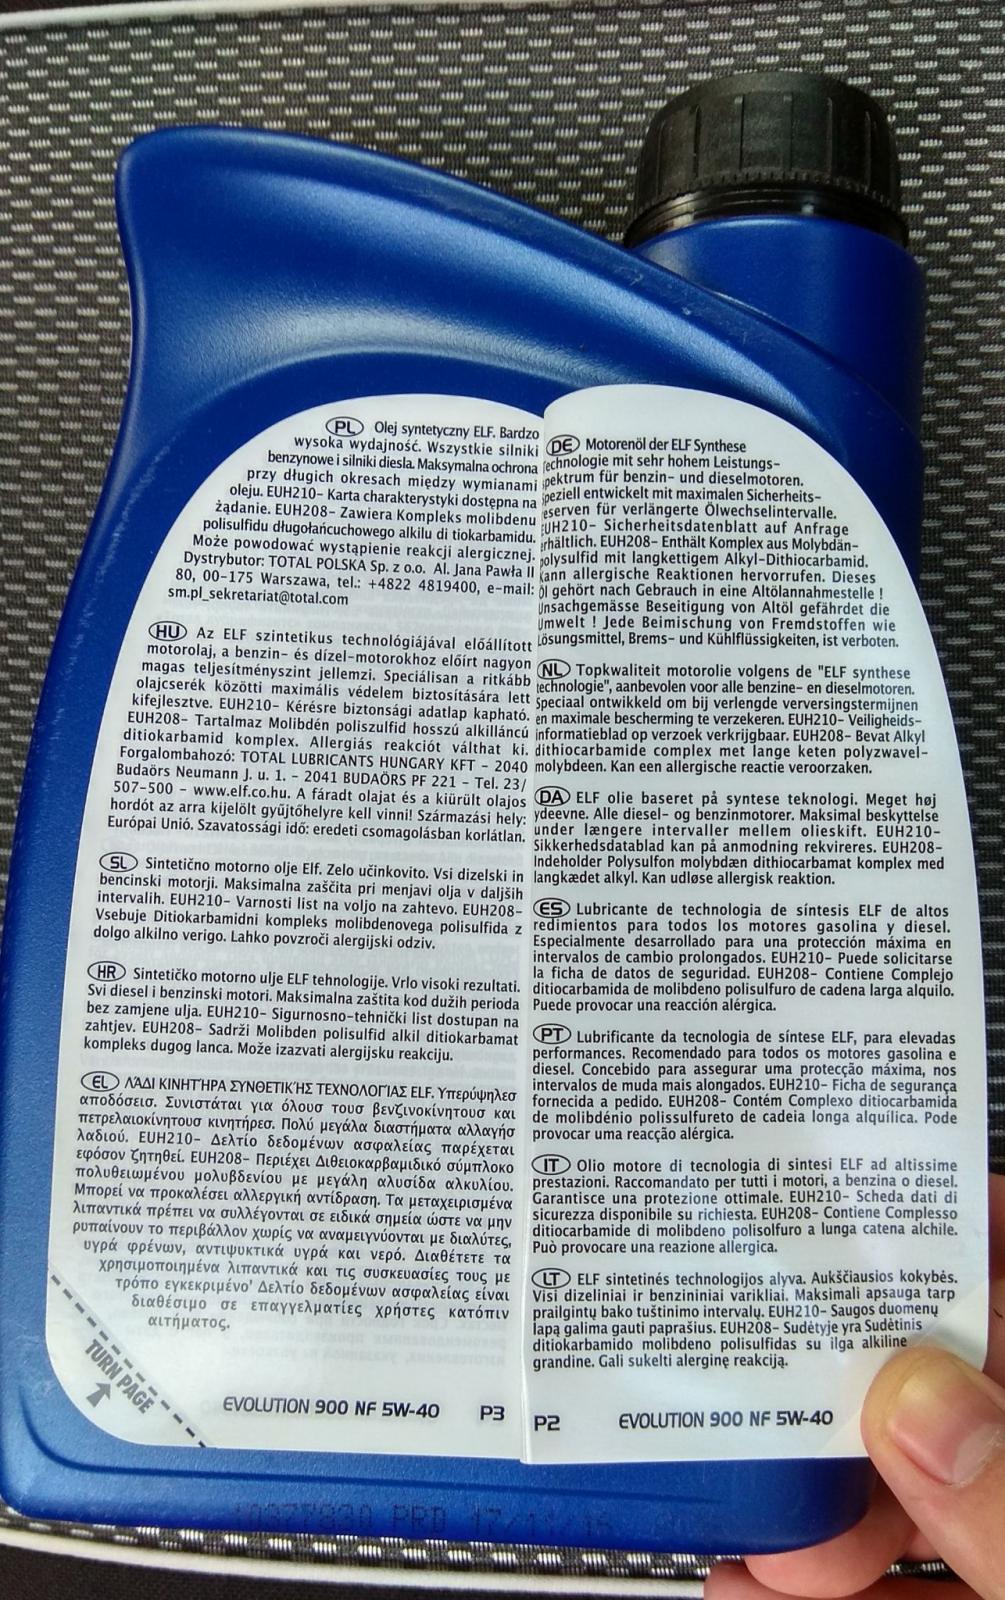 PL Olej syntetyczny ELF. Bardzo
wysoka wydajność. Wszystkie silniki
benzynowe i silniki diesla. Maksymalna ochrona
przy długich okresach między wymianami
oleju. EUH210- Karta charakterystyki dostępna na
żądanie. EUH208- Zawiera Kompleks molibdenu
polisulfidu długołańcuchowego alkilu di tiokarbamidu.
Może powodować wystąpienie reakcji alergicznej.
Dystrybutor: TOTAL POLSKA Sp. z o.o. Al. Jana Pawła II
80, 00-175 Warszawa, tel.: +4822 4819400, e-mail:
sm.pl_sekretariat@total.com
HU Az ELF szintetikus technológiájával előállított
motorolaj, a benzin- és dízel-motorokhoz előírt nagyon
magas teljesítményszint jellemzi. Speciálisan a ritkább
olajcserék közötti maximális védelem biztosítására lett
kifejlesztve. EUH210- Kérésre biztonsági adatlap kapható.
EUH208- Tartalmaz Molibdén poliszulfid hosszú alkilláncú
ditiokarbamid komplex. Allergiás reakciót válthat ki.
Forgalombahozó: TOTAL LUBRICANTS HUNGARY KFT - 2040
Budaörs Neumann J. u. 1. - 2041 BUDAÖRS PF 221 - Tel. 23/
507-500 - www.elf.co.hu. A fáradt olajat és a kiürült olajos
hordót az arra kijelölt gyűjtőhelyre kell vinni! Származási hely:
Európai Unió. Szavatossági idő: eredeti csomagolásban korlátlan.
SL Sintetično motorno olje Elf. Zelo učinkovito. Vsi dizelski in
bencinski motorji. Maksimalna zaščita pri menjavi olja v daljših
intervalih. EUH210- Varnosti list na voljo na zahtevo. EUH208-
Vsebuje Ditiokarbamidni kompleks molibdenovega polisulfida z
dolgo alkilno verigo. Lahko povzroči alergijski odziv.
HR Sintetičko motorno ulje ELF tehnologije. Vrlo visoki rezultati.
Svi diesel i benzinski motori. Maksimalna zaštita kod dužih perioda
bez zamjene ulja. EUH210- Sigurnosno-tehnički list dostupan na
zahtjev. EUH208- Sadrži Molibden polisulfid alkil ditiokarbamat
kompleks dugog lanca. Može izazvati alergijsku reakciju.
EL ΛΆΔΙ ΚΙΝΗΤΉΡΑ ΣΥΝΘΕΤΙΚΉΣ ΤΕΧΝΟΛΟΓΊΑΣ ELF. Υπερύψηλεσ
αποδόσεισ. Συνιστάται για όλουσ τουσ βενζινοκίνητουσ και
πετρελαιοκίνητουσ κινητήρεσ. Πολύ μεγάλα διαστήματα αλλαγήσ
λαδιού. EUH210- Δελτίο δεδομένων ασφαλείας παρέχεται
εφόσον ζητηθεί. EUH208- Περιέχει Διθειοκαρβαμιδικό σύμπλοκο
πολυθειωμένου μολυβδενίου με μεγάλη αλυσίδα αλκυλίου.
Μπορεί να προκαλέσει αλλεργική αντίδραση. Τα μεταχειρισμένα
λιπαντικά πρέπει να συλλέγονται σε ειδικά σημεία ώστε να μην
ρυπαίνουν το περιβάλλον χωρίς να αναμειγνύονται με διαλύτες,
υγρά φρένων, αντιψυκτικά υγρά και νερό. Διαθέτετε τα
χρησιμοποιημένα λιπαντικά και τις συσκευασίες τους με
τρόπο εγκεκριμένο' Δελτίο δεδομένων ασφαλείας είναι
διαθέσιμο σε επαγγελματίες χρήστες κατόπιν
αιτήματος.
TURN PAGE
EVOLUTION 900 NF 5W-40 P3
DE Motorenöl der ELF Synthese
echnologie mit sehr hohem Leistungs-
pektrum für benzin- und dieselmotoren.
peziell entwickelt mit maximalen Sicherheits-
eserven für verlängerte Ölwechselintervalle.
EUH210- Sicherheitsdatenblatt auf Anfrage
erhältlich. EUH208- Enthält Komplex aus Molybdän-
polysulfid mit langkettigem Alkyl-Dithiocarbamid.
kann allergische Reaktionen hervorrufen. Dieses
Öl gehört nach Gebrauch in eine Altölannahmestelle !
Unsachgemässe Beseitigung von Altöl gefährdet die
Umwelt ! Jede Beimischung von Fremdstoffen wie
Lösungsmittel, Brems- und Kühlflüssigkeiten, ist verboten.
NL Topkwaliteit motorolie volgens de "ELF synthese
technologie", aanbevolen voor alle benzine- en dieselmotoren.
Speciaal ontwikkeld om bij verlengde verversingstermijnen
en maximale bescherming te verzekeren. EUH210- Veiligheids-
informatieblad op verzoek verkrijgbaar. EUH208- Bevat Alkyl
dithiocarbamide complex met lange keten polyzwavel-
molybdeen. Kan een allergische reactie veroorzaken.
DA ELF olie baseret på syntese teknologi. Meget høj
ydeevne. Alle diesel- og benzinmotorer. Maksimal beskyttelse
under længere intervaller mellem olieskift. EUH210-
Sikkerhedsdatablad kan på anmodning rekvireres. EUH208-
Indeholder Polysulfon molybdæn dithiocarbamat komplex med
langkædet alkyl. Kan udløse allergisk reaktion.
ES Lubricante de technologia de síntesis ELF de altos
redimientos para todos los motores gasolina y diesel.
Especialmente desarrollado para una protección máxima en
intervalos de cambio prolongados. EUH210- Puede solicitarse
la ficha de datos de seguridad. EUH208- Contiene Complejo
ditiocarbamida de molibdeno polisulfuro de cadena larga alquilo.
Puede provocar una reacción alérgica.
PT Lubrificante da tecnologia de síntese ELF, para elevadas
performances. Recomendado para todos os motores gasolina e
diesel. Concebido para assegurar uma protecção máxima, nos
intervalos de muda mais alongados. EUH210- Ficha de segurança
fornecida a pedido. EUH208- Contém Complexo ditiocarbamida
de molibdénio polissulfureto de cadeia longa alquílica. Pode
provocar uma reacção alérgica.
IT Olio motore di tecnologia di sintesi ELF ad altissime
prestazioni. Raccomandato per tutti i motori, a benzina o diesel.
Garantisce una protezione ottimale. EUH210- Scheda dati di
sicurezza disponibile su richiesta. EUH208- Contiene Complesso
ditiocarbamide di molibdeno polisolfuro a lunga catena alchile.
Può provocare una reazione allergica.
LT ELF sintetinės technologijos alyva. Aukščiausios kokybės.
Visi dizeliniai ir benzininiai varikliai. Maksimali apsauga tarp
prailgintų bako tuštinimo intervalų. EUH210- Saugos duomenų
lapą galima gauti paprašius. EUH208- Sudėtyje yra Sudėtinis
ditiokarbamido molibdeno polisulfidas su ilga alkiline
grandine. Gali sukelti alerginę reakciją.
P2 EVOLUTION 900 NF 5W-40
PRD